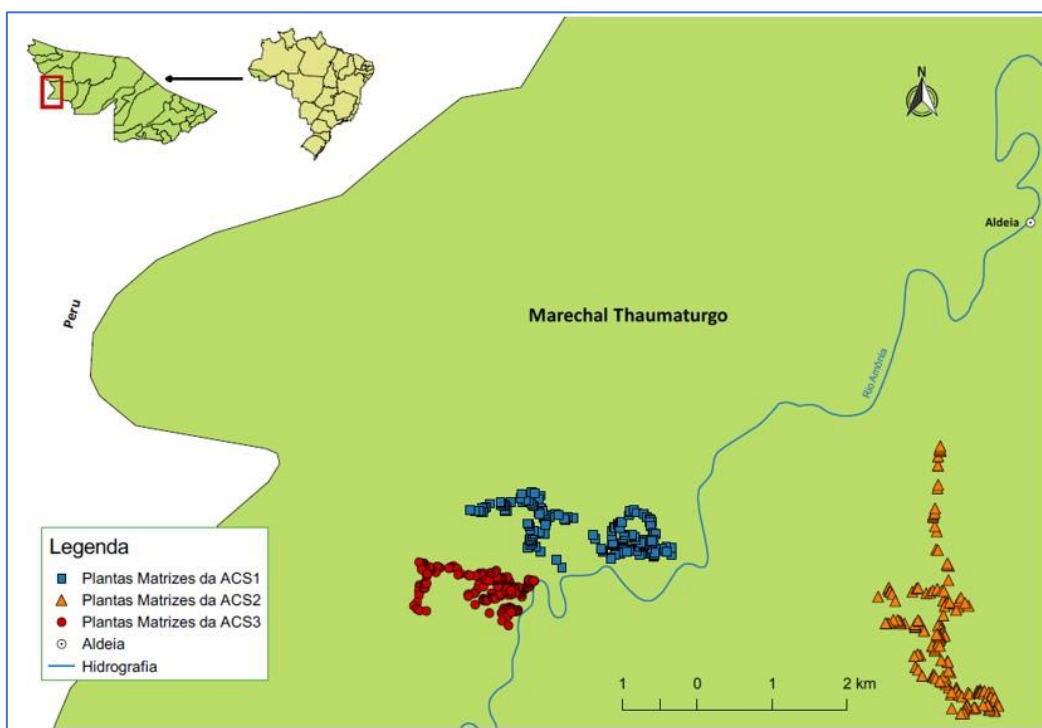 N
Aldeia
Peru
Marechal Thaumaturgo
Rio Amônia
Legenda
Plantas Matrizes da ACS1
Plantas Matrizes da ACS2
Plantas Matrizes da ACS3
Aldeia
Hidrografia
1 0 1 2 km